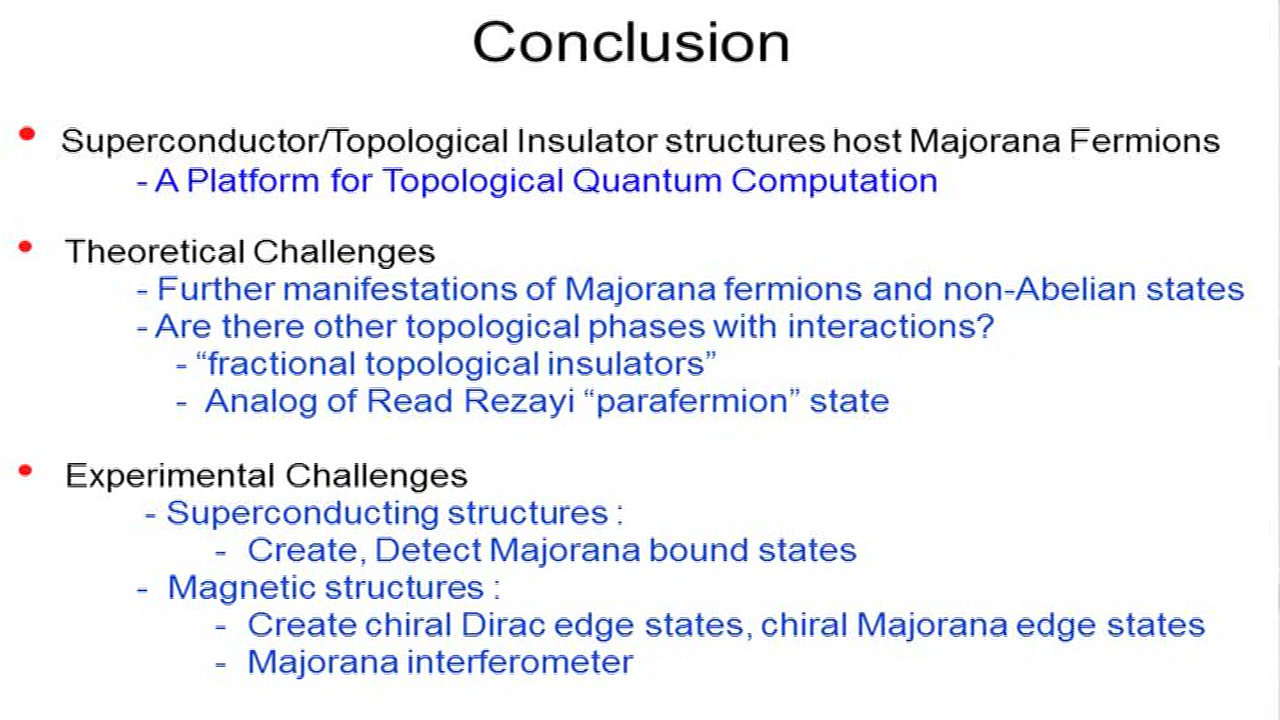 Conclusion
• Superconductor/Topological Insulator structures host Majorana Fermions
- A Platform for Topological Quantum Computation
• Theoretical Challenges
- Further manifestations of Majorana fermions and non-Abelian states
- Are there other topological phases with interactions?
- “fractional topological insulators”
- Analog of Read Rezayi “parafermion” state
• Experimental Challenges
- Superconducting structures :
- Create, Detect Majorana bound states
- Magnetic structures :
- Create chiral Dirac edge states, chiral Majorana edge states
- Majorana interferometer